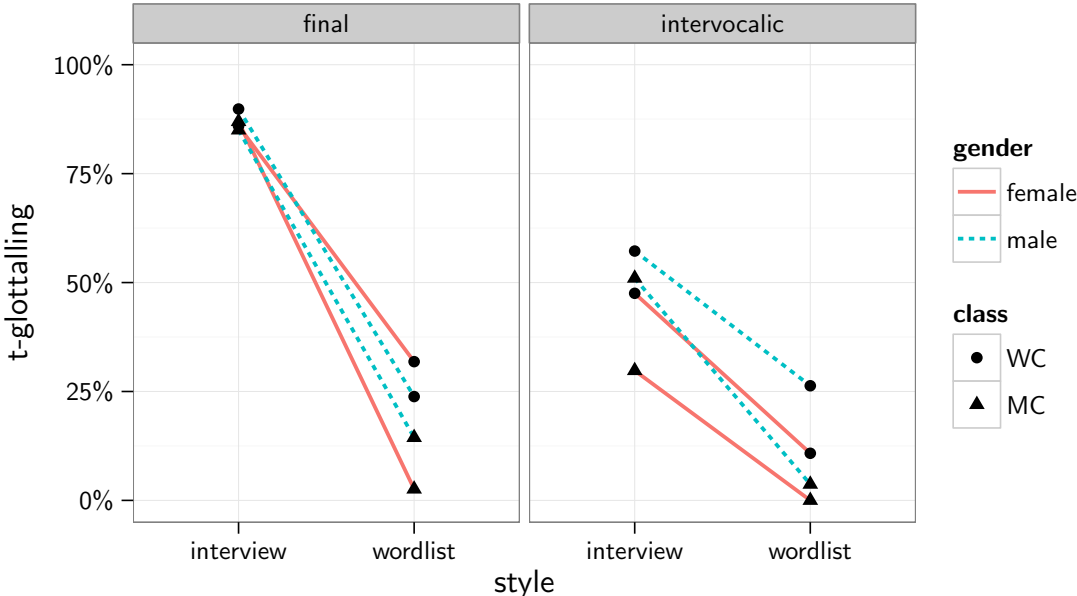 final
intervocalic
100%
75%
50%
25%
0%
t-glottalling
interview
wordlist
interview
wordlist
style
gender
female
male
class
WC
MC